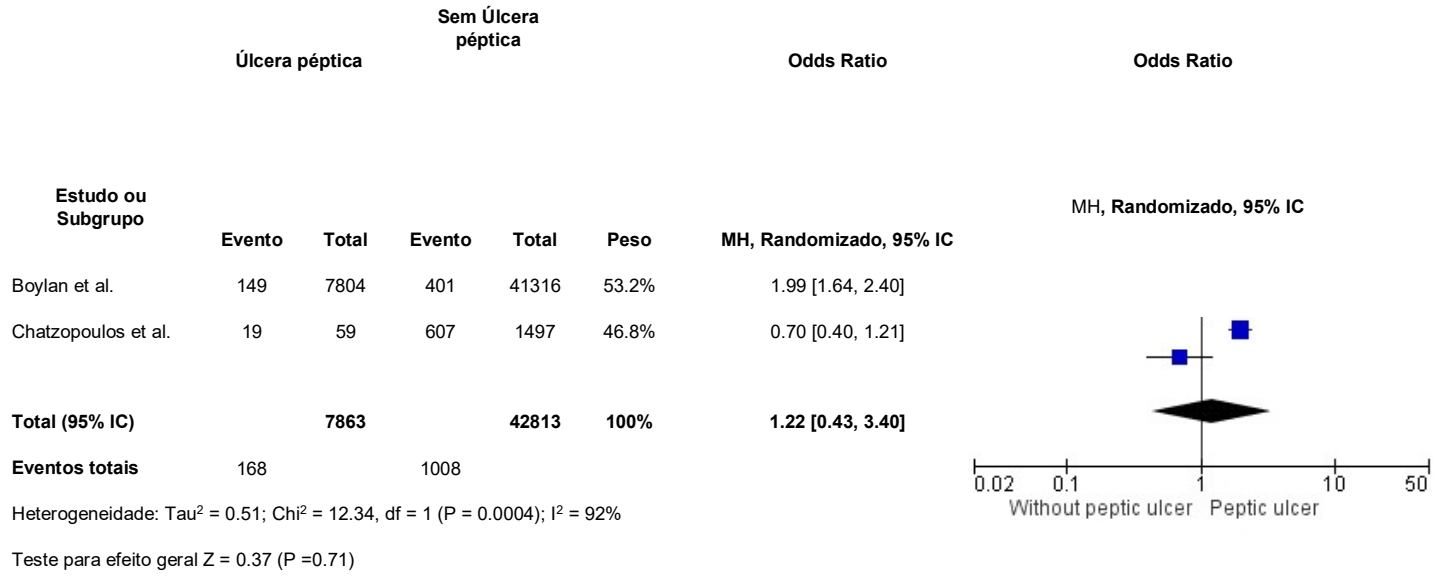 Sem Úlcera
péptica
Úlcera péptica Odds Ratio Odds Ratio
Estudo ou
Subgrupo
MH, Randomizado, 95% IC
Evento Total Evento Total Peso MH, Randomizado, 95% IC
Boylan et al. 149 7804 401 41316 53.2% 1.99 [1.64, 2.40]
Chatzopoulos et al. 19 59 607 1497 46.8% 0.70 [0.40, 1.21]
Total (95% IC) 7863 42813 100% 1.22 [0.43, 3.40]
Eventos totais 168 1008
0.02 0.1 1 10 50
Without peptic ulcer Peptic ulcer
Heterogeneidade: Tau² = 0.51; Chi² = 12.34, df = 1 (P = 0.0004); I² = 92%
Teste para efeito geral Z = 0.37 (P =0.71)